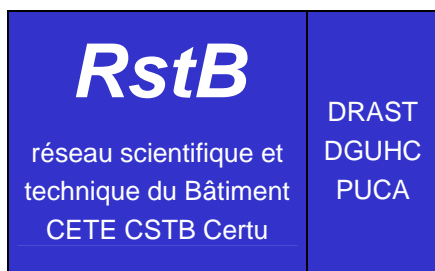 RstB
réseau scientifique et
technique du Bâtiment
CETE CSTB Certu
DRAST
DGUHC
PUCA